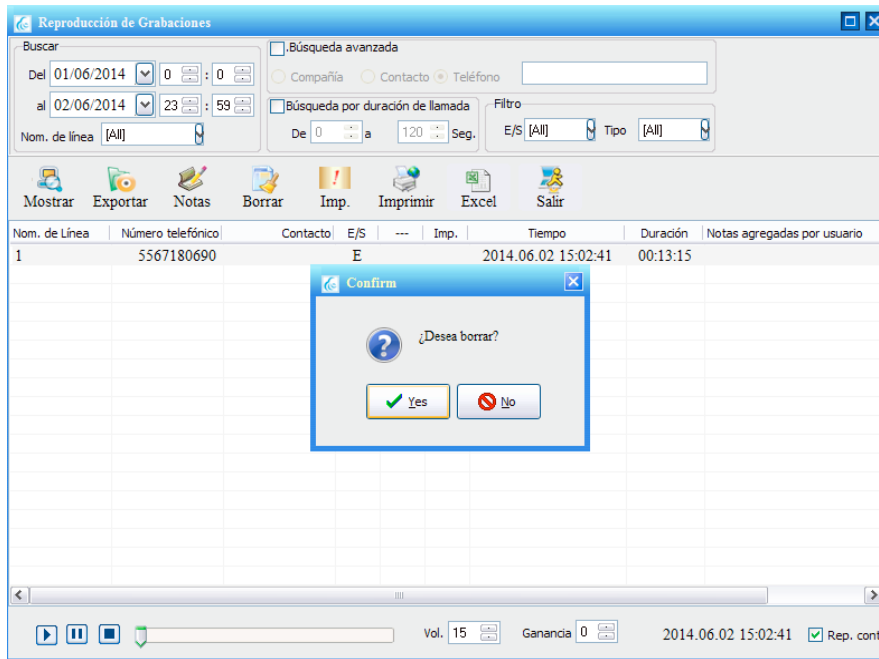 Reproducción de Grabaciones
Buscar
Del 01/06/2014 0 : 0
al 02/06/2014 23 : 59
Nom. de línea [All]
.Búsqueda avanzada
Compañía Contacto Teléfono
Búsqueda por duración de llamada
De 0 a 120 Seg.
Filtro
E/S [All] Tipo [All]
Mostrar Exportar Notas Borrar Imp. Imprimir Excel Salir
Nom. de Línea Número telefónico Contacto E/S --- Imp. Tiempo Duración Notas agregadas por usuario
1 5567180690 E 2014.06.02 15:02:41 00:13:15
Confirm
¿Desea borrar?
Yes No
Vol. 15 Ganancia 0 2014.06.02 15:02:41 Rep. cont